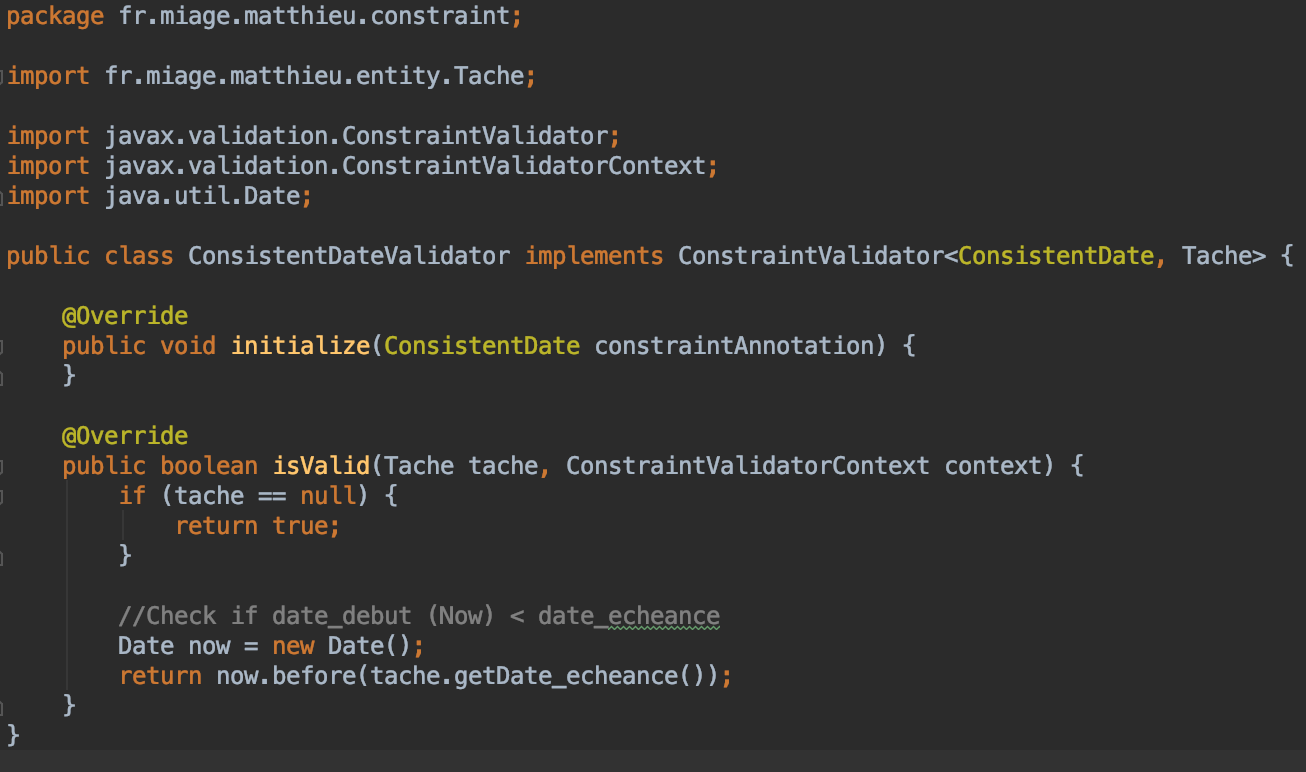 package fr.miage.matthieu.constraint;
import fr.miage.matthieu.entity.Tache;
import javax.validation.ConstraintValidator;
import javax.validation.ConstraintValidatorContext;
import java.util.Date;
public class ConsistentDateValidator implements ConstraintValidator<ConsistentDate, Tache> {
@Override
public void initialize(ConsistentDate constraintAnnotation) {
}
@Override
public boolean isValid(Tache tache, ConstraintValidatorContext context) {
if (tache == null) {
return true;
}
//Check if date_debut (Now) < date_echeance
Date now = new Date();
return now.before(tache.getDate_echeance());
}
}